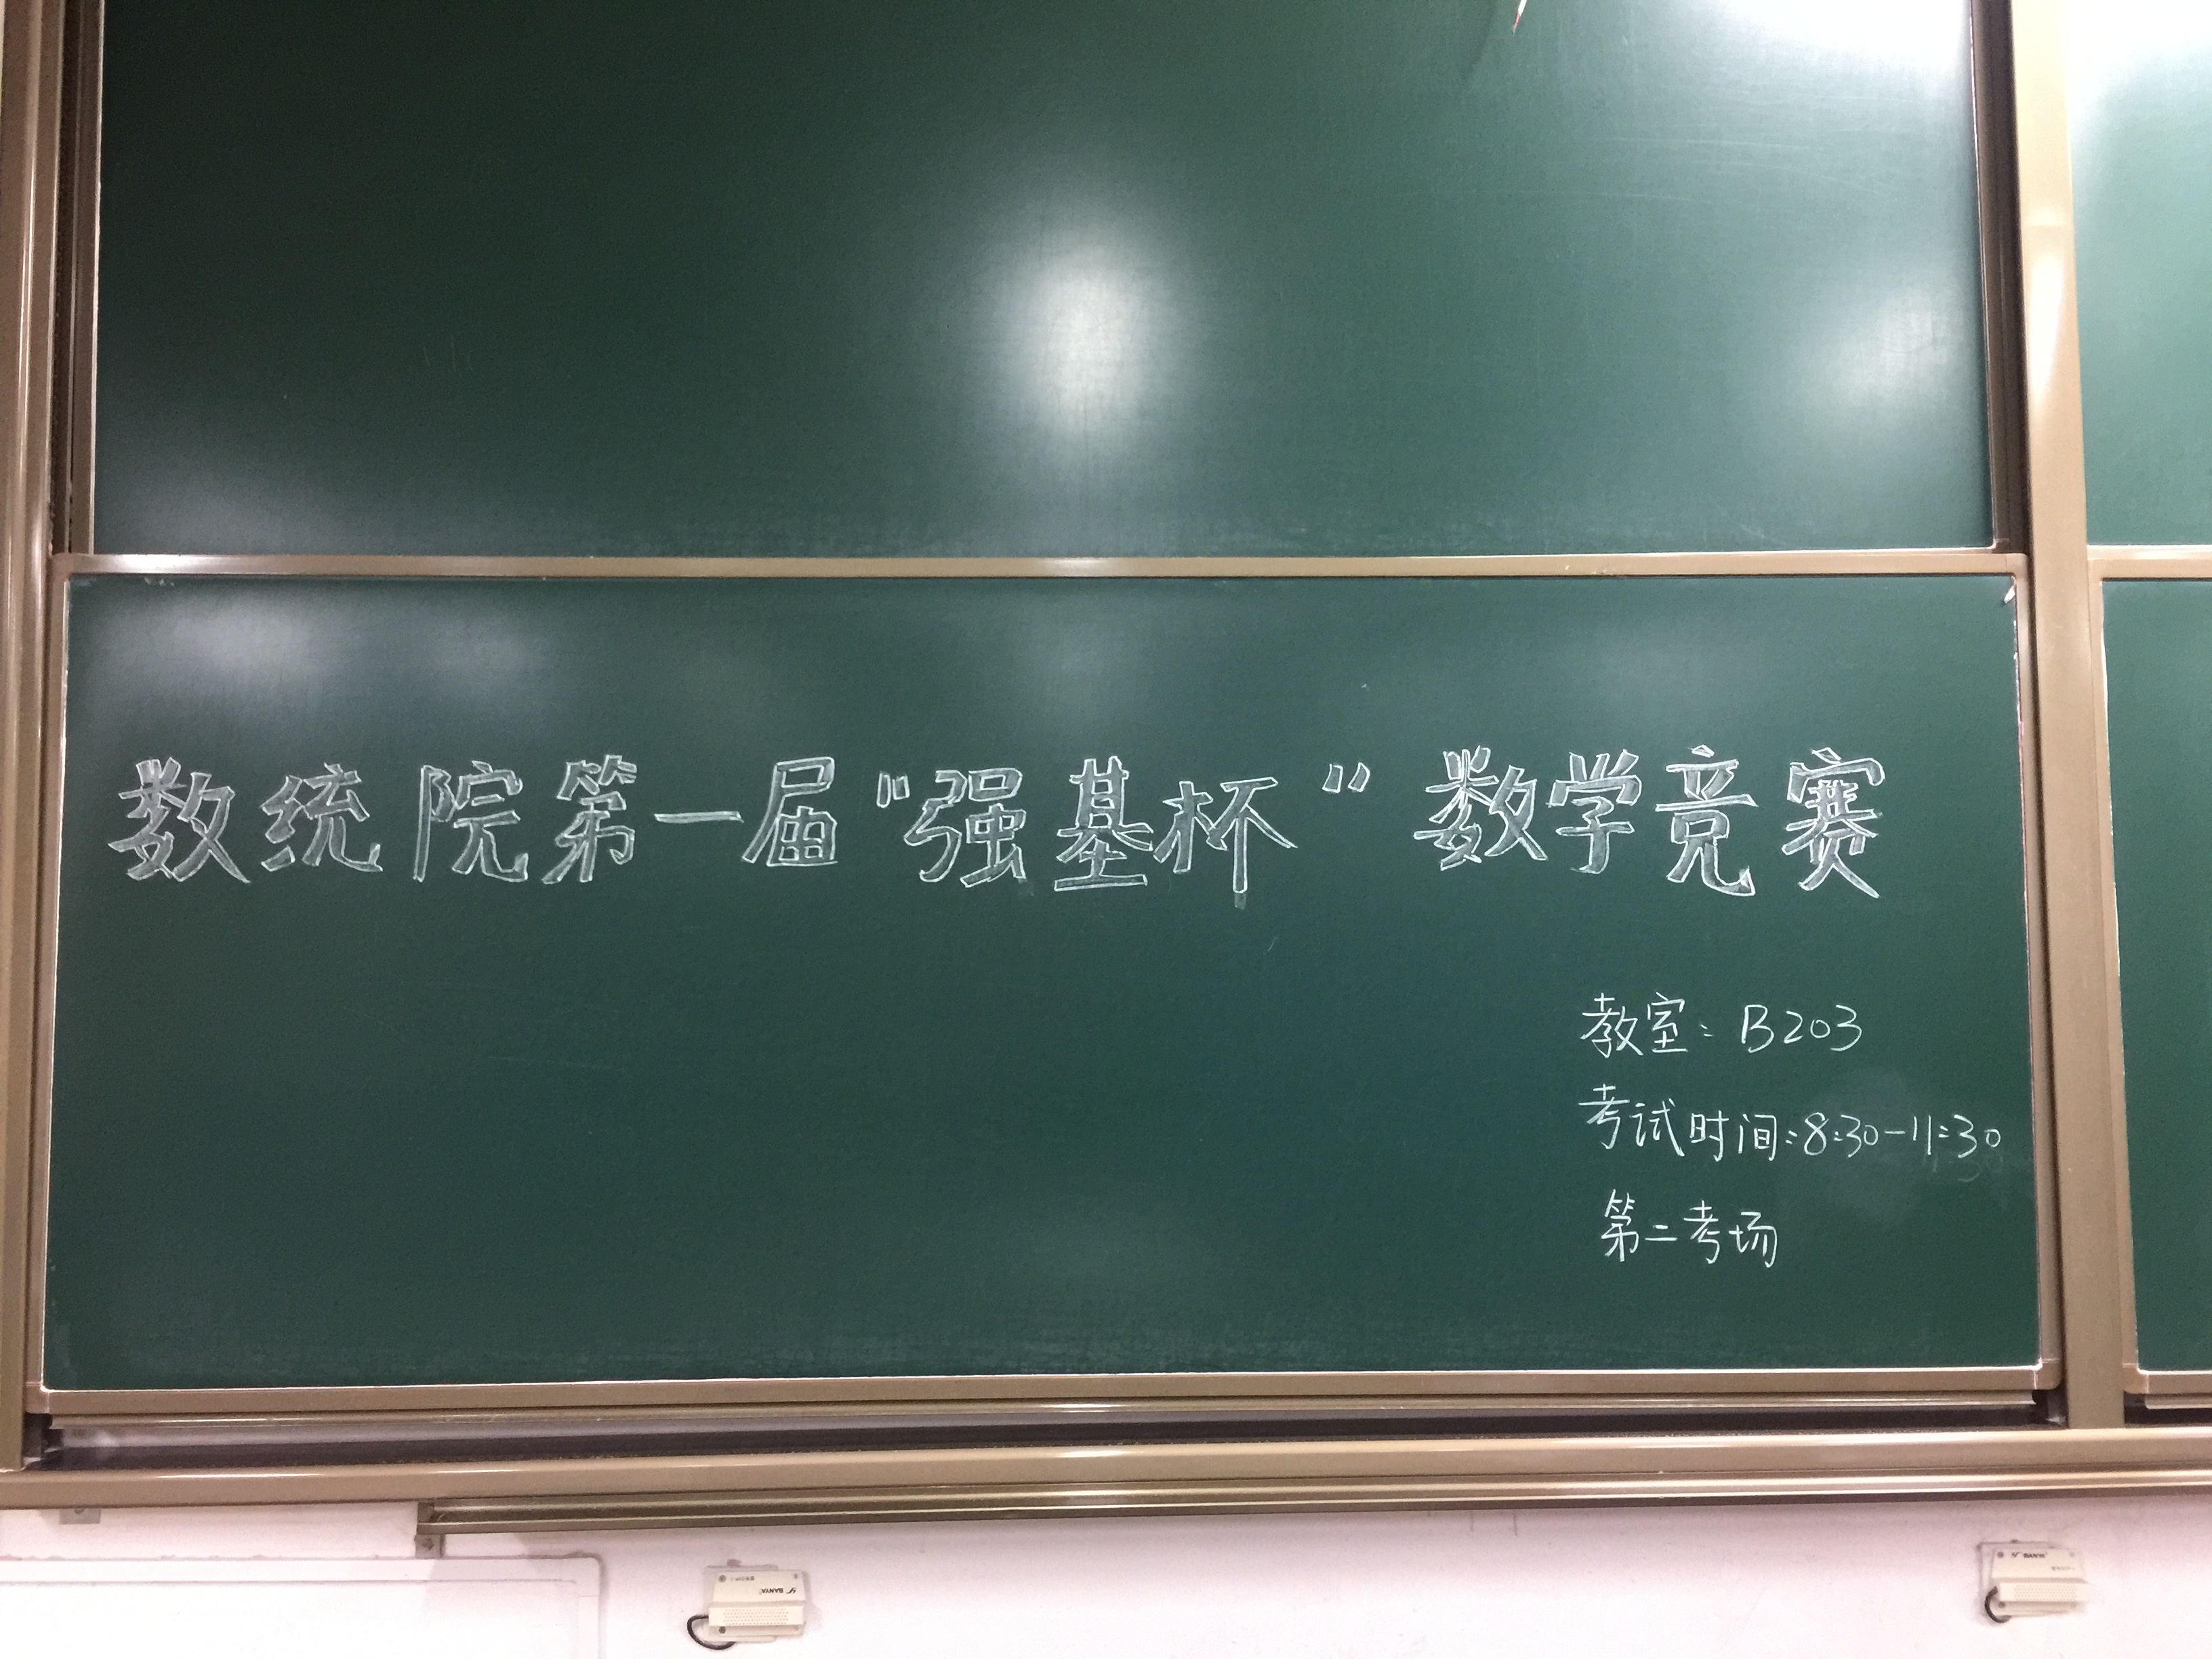 数统院第一届“强基杯”数学竞赛
教室：B203
考试时间：8:30-11:30
第二考场
SANYA